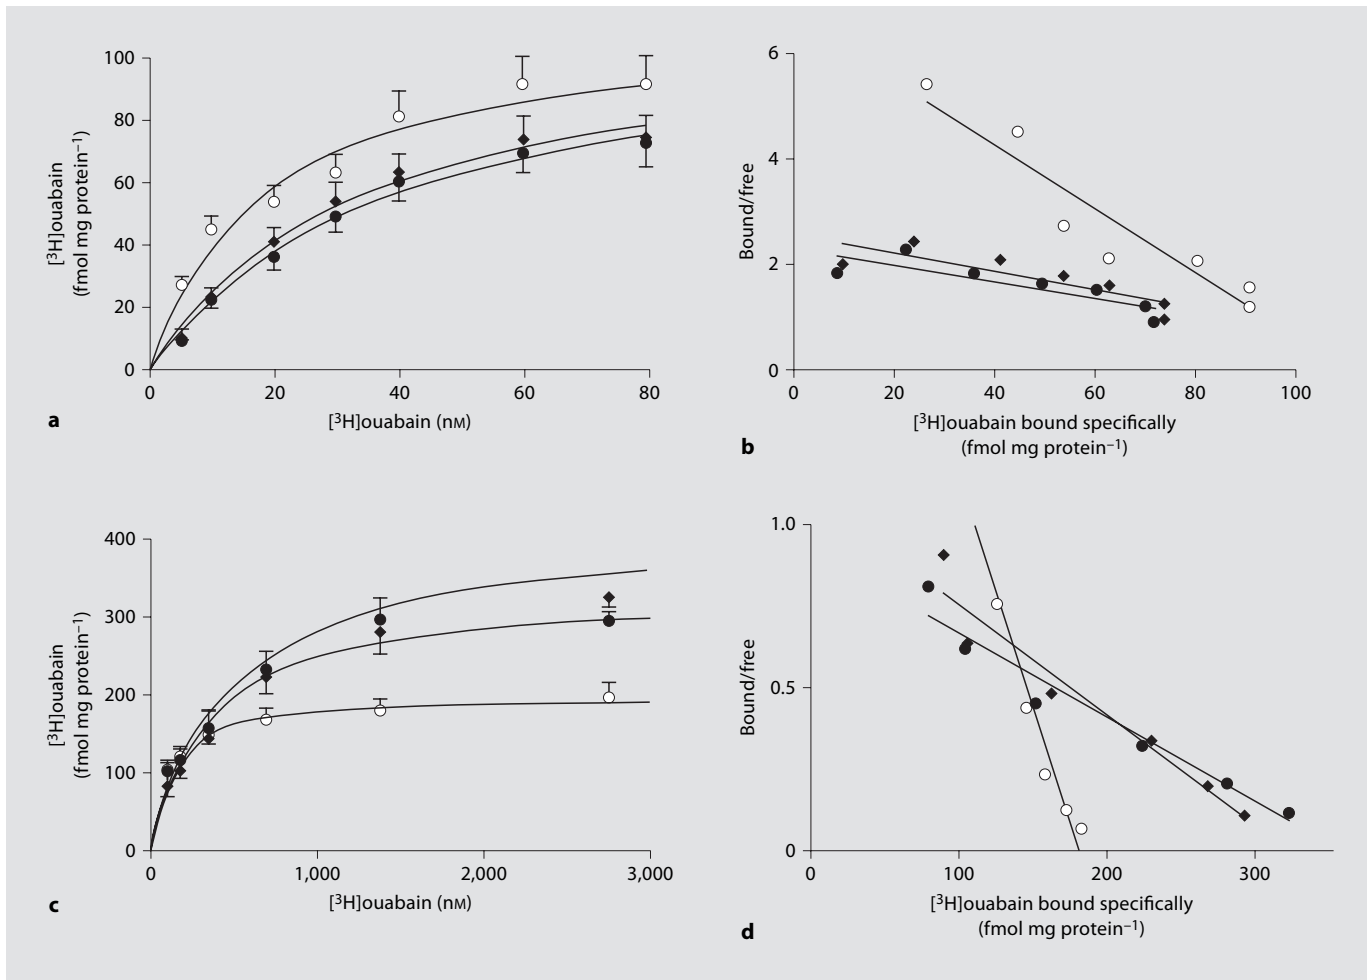 100
80
60
40
20
0
[³H]ouabain
(fmol mg protein⁻¹)
0 20 40 60 80
[³H]ouabain (nM)
a
6
4
2
0
Bound/free
0 20 40 60 80 100
[³H]ouabain bound specifically
(fmol mg protein⁻¹)
b
400
300
200
100
0
[³H]ouabain
(fmol mg protein⁻¹)
0 1,000 2,000 3,000
[³H]ouabain (nM)
c
1.0
0.5
0
Bound/free
0 100 200 300
[³H]ouabain bound specifically
(fmol mg protein⁻¹)
d